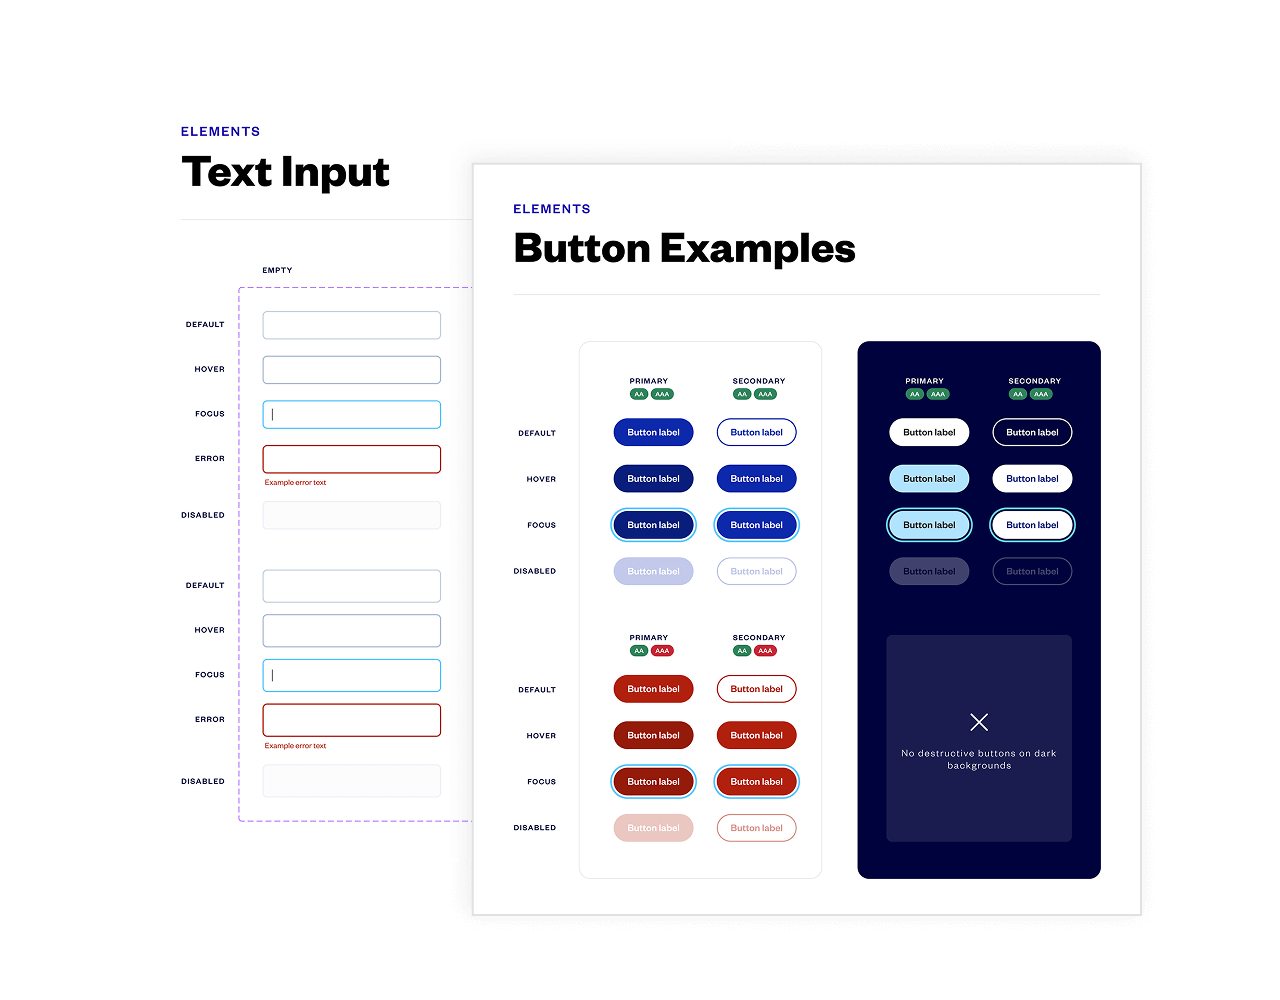 ELEMENTS
Text Input
EMPTY
DEFAULT
HOVER
FOCUS
ERROR
Example error text
DISABLED
DEFAULT
HOVER
FOCUS
ERROR
Example error text
DISABLED
ELEMENTS
Button Examples
PRIMARY SECONDARY PRIMARY SECONDARY
AA AAA AA AAA AA AAA AA AAA
DEFAULT Button label Button label Button label Button label
HOVER Button label Button label Button label Button label
FOCUS Button label Button label Button label Button label
DISABLED Button label Button label Button label Button label
PRIMARY SECONDARY
AA AAA AA AAA
DEFAULT Button label Button label
HOVER Button label Button label
FOCUS Button label Button label
DISABLED Button label Button label
No destructive buttons on dark
backgrounds